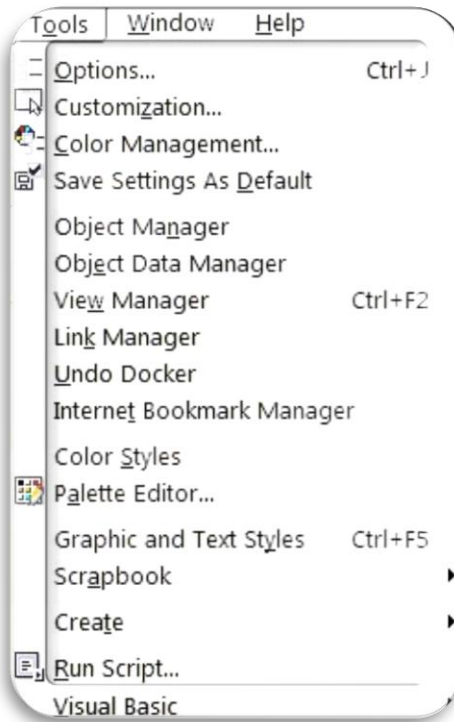 Tools Window Help
Options... Ctrl+J
Customization...
Color Management...
Save Settings As Default
Object Manager
Object Data Manager
View Manager Ctrl+F2
Link Manager
Undo Docker
Internet Bookmark Manager
Color Styles
Palette Editor...
Graphic and Text Styles Ctrl+F5
Scrapbook
Create
Run Script...
Visual Basic